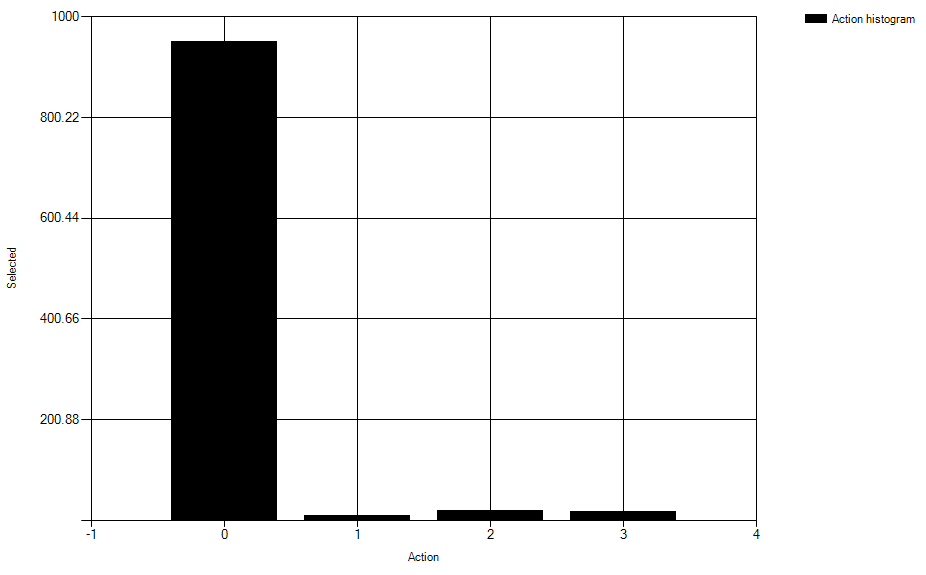 Action histogram
1000
800.22
600.44
400.66
200.88
Selected
-1 0 1 2 3 4
Action